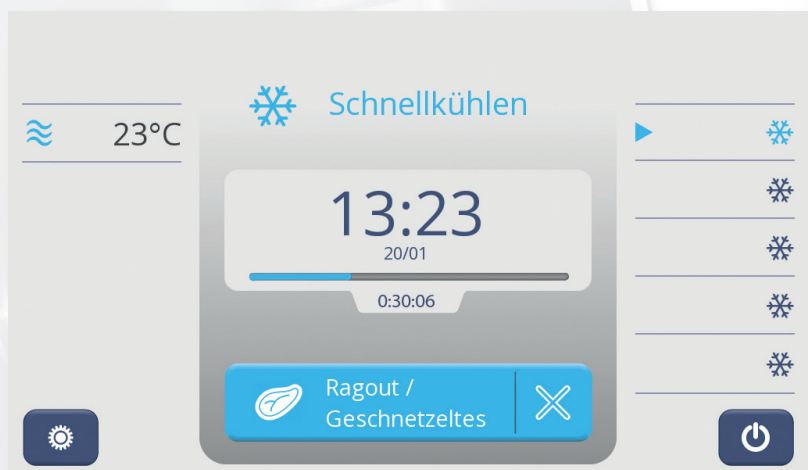 Schnellkühlen
23°C
13:23
20/01
0:30:06
Ragout /
Geschnetzeltes